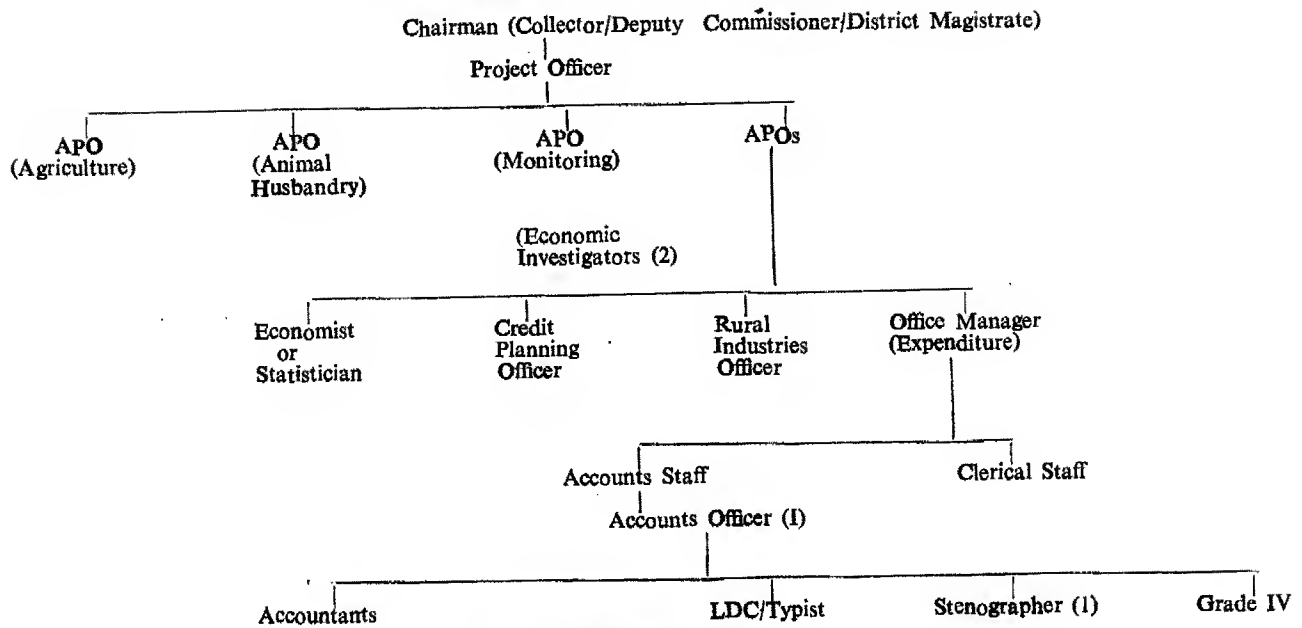 Chairman (Collector/Deputy Commissioner/District Magistrate)
Project Officer
APO
(Agriculture)
APO
(Animal
Husbandry)
APO
(Monitoring)
APOs
(Economic
Investigators (2)
Economist
or
Statistician
Credit
Planning
Officer
Rural
Industries
Officer
Office Manager
(Expenditure)
Accounts Staff
Clerical Staff
Accounts Officer (I)
Accountants
LDC/Typist
Stenographer (1)
Grade IV